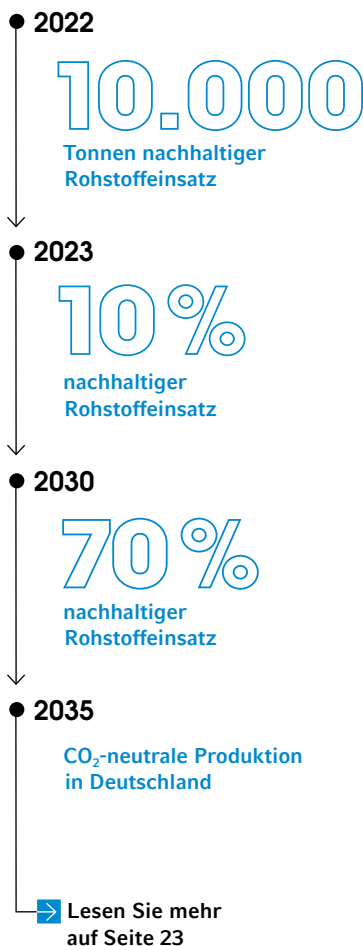 2022
10.000
Tonnen nachhaltiger
Rohstoffeinsatz
2023
10 %
nachhaltiger
Rohstoffeinsatz
2030
70 %
nachhaltiger
Rohstoffeinsatz
2035
CO₂-neutrale Produktion
in Deutschland
Lesen Sie mehr
auf Seite 23